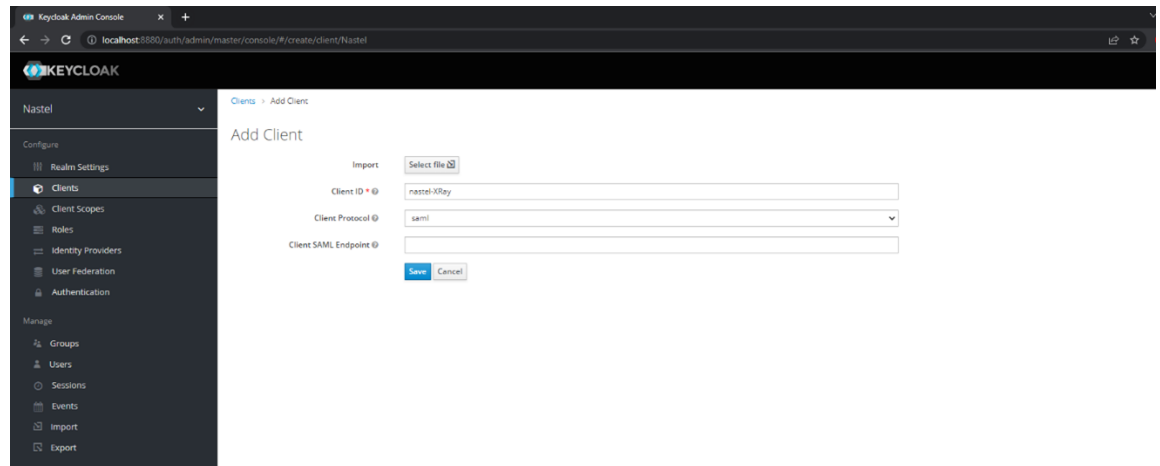 Keycloak Admin Console
localhost:8880/auth/admin/master/console/#/create/client/Nastel
KEYCLOAK
Nastel
Configure
Realm Settings
Clients
Client Scopes
Roles
Identity Providers
User Federation
Authentication
Manage
Groups
Users
Sessions
Events
Import
Export
Clients > Add Client
Add Client
Import Select file
Client ID * nastel-XRay
Client Protocol saml
Client SAML Endpoint
Save Cancel